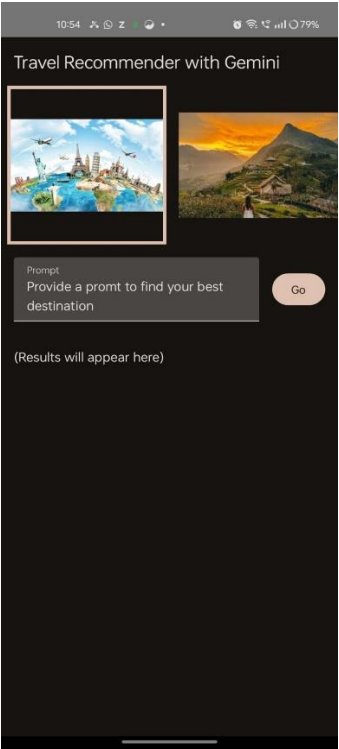 10:54 Z 79%
Travel Recommender with Gemini
Prompt
Provide a promt to find your best
destination
Go
(Results will appear here)